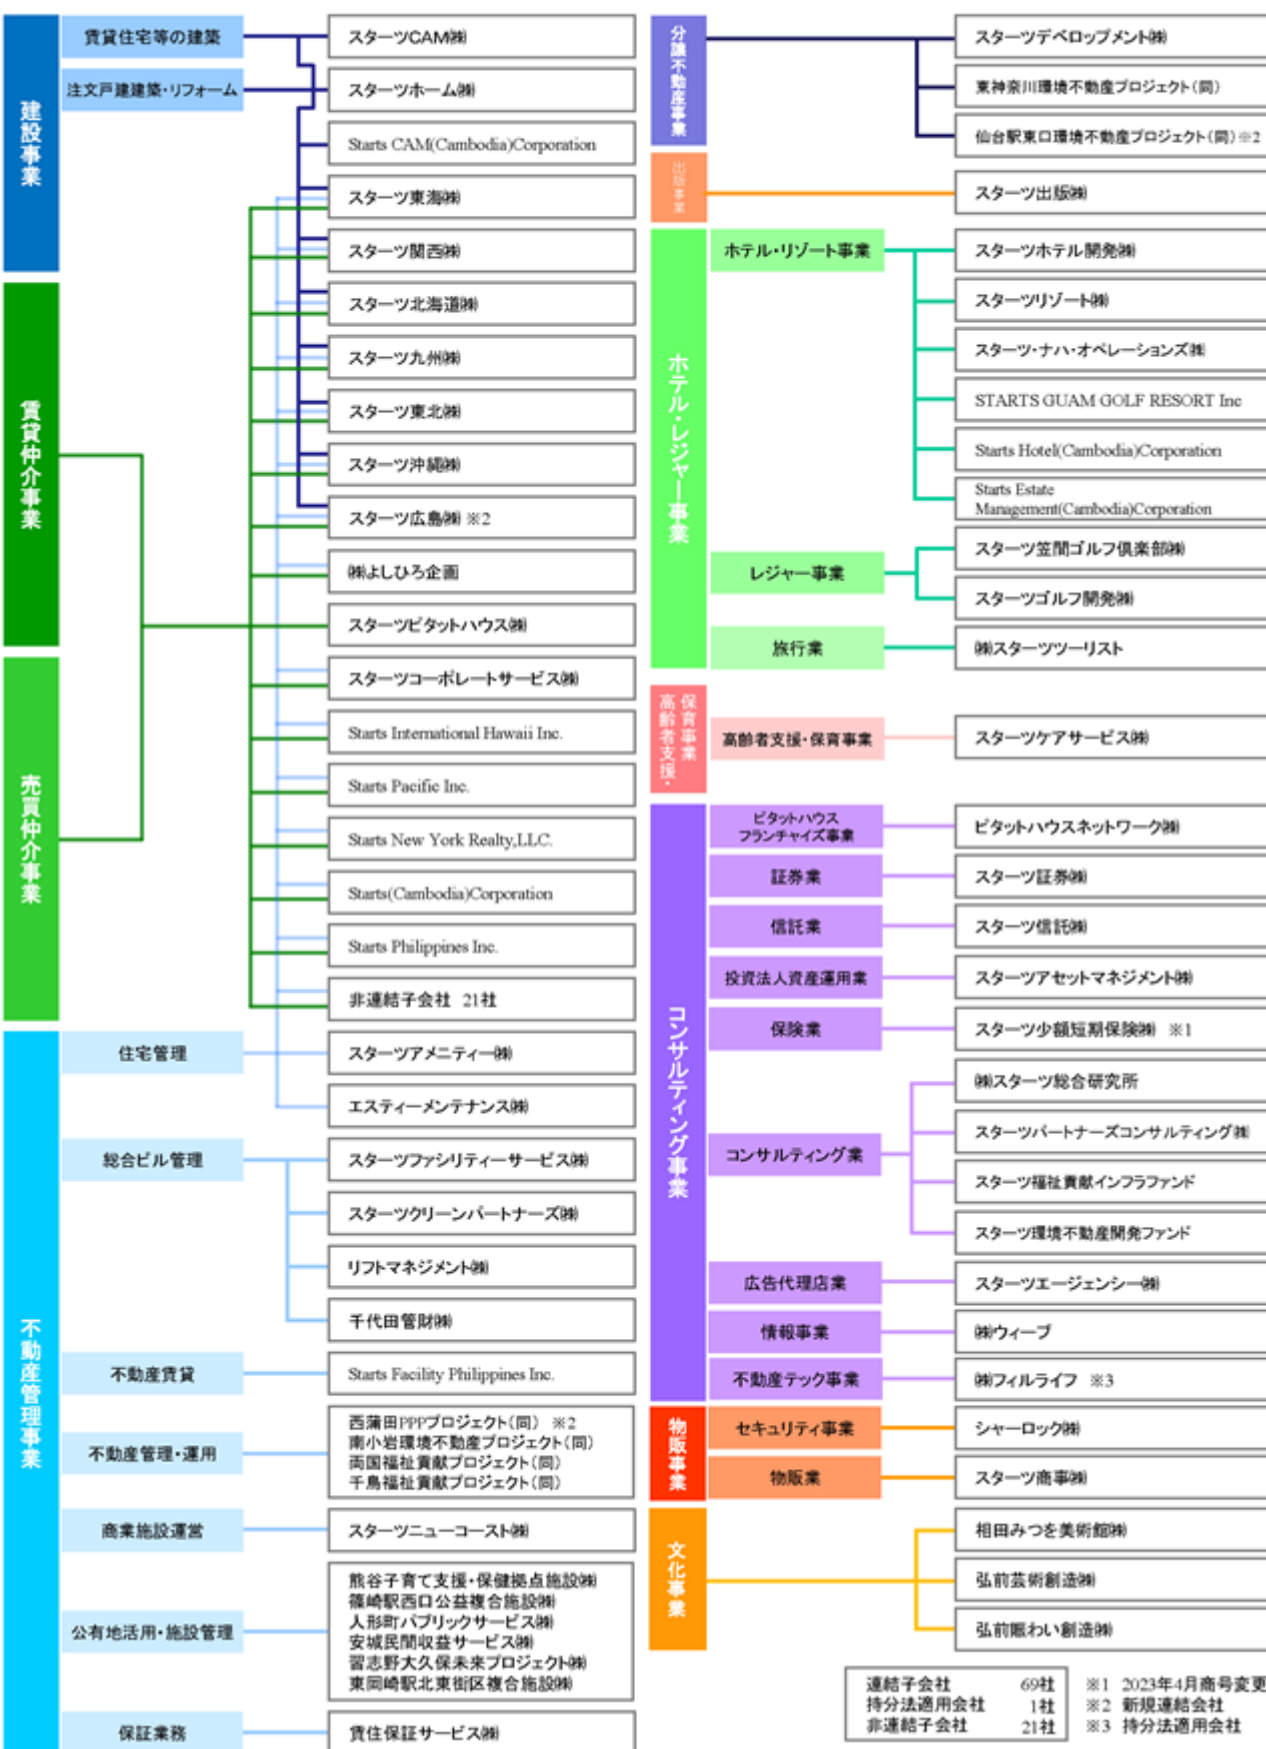 建設事業
賃貸住宅等の建築
注文戸建建築・リフォーム
スターツCAM㈱
スターツホーム㈱
Starts CAM(Cambodia)Corporation
スターツ東海㈱
スターツ関西㈱
スターツ北海道㈱
スターツ九州㈱
スターツ東北㈱
スターツ沖縄㈱
スターツ広島㈱ ※2
㈱よしひろ企画
スターツピタットハウス㈱
スターツコーポレートサービス㈱
Starts International Hawaii Inc.
Starts Pacific Inc.
Starts New York Realty,LLC.
Starts(Cambodia)Corporation
Starts Philippines Inc.
非連結子会社 21社
賃貸仲介事業
売買仲介事業
不動産管理事業
住宅管理
スターツアメニティー㈱
エスティーメンテナンス㈱
総合ビル管理
スターツファシリティーサービス㈱
スターツクリーンパートナーズ㈱
リフトマネジメント㈱
千代田管財㈱
不動産賃貸
Starts Facility Philippines Inc.
不動産管理・運用
西蒲田PPPプロジェクト(同) ※2
南小岩環境不動産プロジェクト(同)
両国福祉貢献プロジェクト(同)
千鳥福祉貢献プロジェクト(同)
商業施設運営
スターツニューコースト㈱
公有地活用・施設管理
熊谷子育て支援・保健拠点施設㈱
篠崎駅西口公益複合施設㈱
人形町パブリックサービス㈱
安城民間収益サービス㈱
習志野大久保未来プロジェクト㈱
東岡崎駅北東街区複合施設㈱
保証業務
賃住保証サービス㈱
分譲不動産事業
スターツデベロップメント㈱
東神奈川環境不動産プロジェクト(同)
仙台駅東口環境不動産プロジェクト(同)※2
出版事業
スターツ出版㈱
ホテル・レジャー事業
ホテル・リゾート事業
スターツホテル開発㈱
スターツリゾート㈱
スターツ・ナハ・オペレーションズ㈱
STARTS GUAM GOLF RESORT Inc
Starts Hotel(Cambodia)Corporation
Starts Estate
Management(Cambodia)Corporation
レジャー事業
スターツ笠間ゴルフ倶楽部㈱
スターツゴルフ開発㈱
旅行業
㈱スターツツーリスト
高齢者支援・
保育事業
高齢者支援・保育事業
スターツケアサービス㈱
コンサルティング事業
ピタットハウス
フランチャイズ事業
ピタットハウスネットワーク㈱
証券業
スターツ証券㈱
信託業
スターツ信託㈱
投資法人資産運用業
スターツアセットマネジメント㈱
保険業
スターツ少額短期保険㈱ ※1
コンサルティング業
㈱スターツ総合研究所
スターツパートナーズコンサルティング㈱
スターツ福祉貢献インフラファンド
スターツ環境不動産開発ファンド
広告代理店業
スターツエージェンシー㈱
情報事業
㈱ウィーブ
不動産テック事業
㈱フィルライフ ※3
物販事業
セキュリティ事業
シャーロック㈱
物販業
スターツ商事㈱
文化事業
相田みつを美術館㈱
弘前芸術創造㈱
弘前賑わい創造㈱
連結子会社 69社
持分法適用会社 1社
非連結子会社 21社
※1 2023年4月商号変更
※2 新規連結会社
※3 持分法適用会社